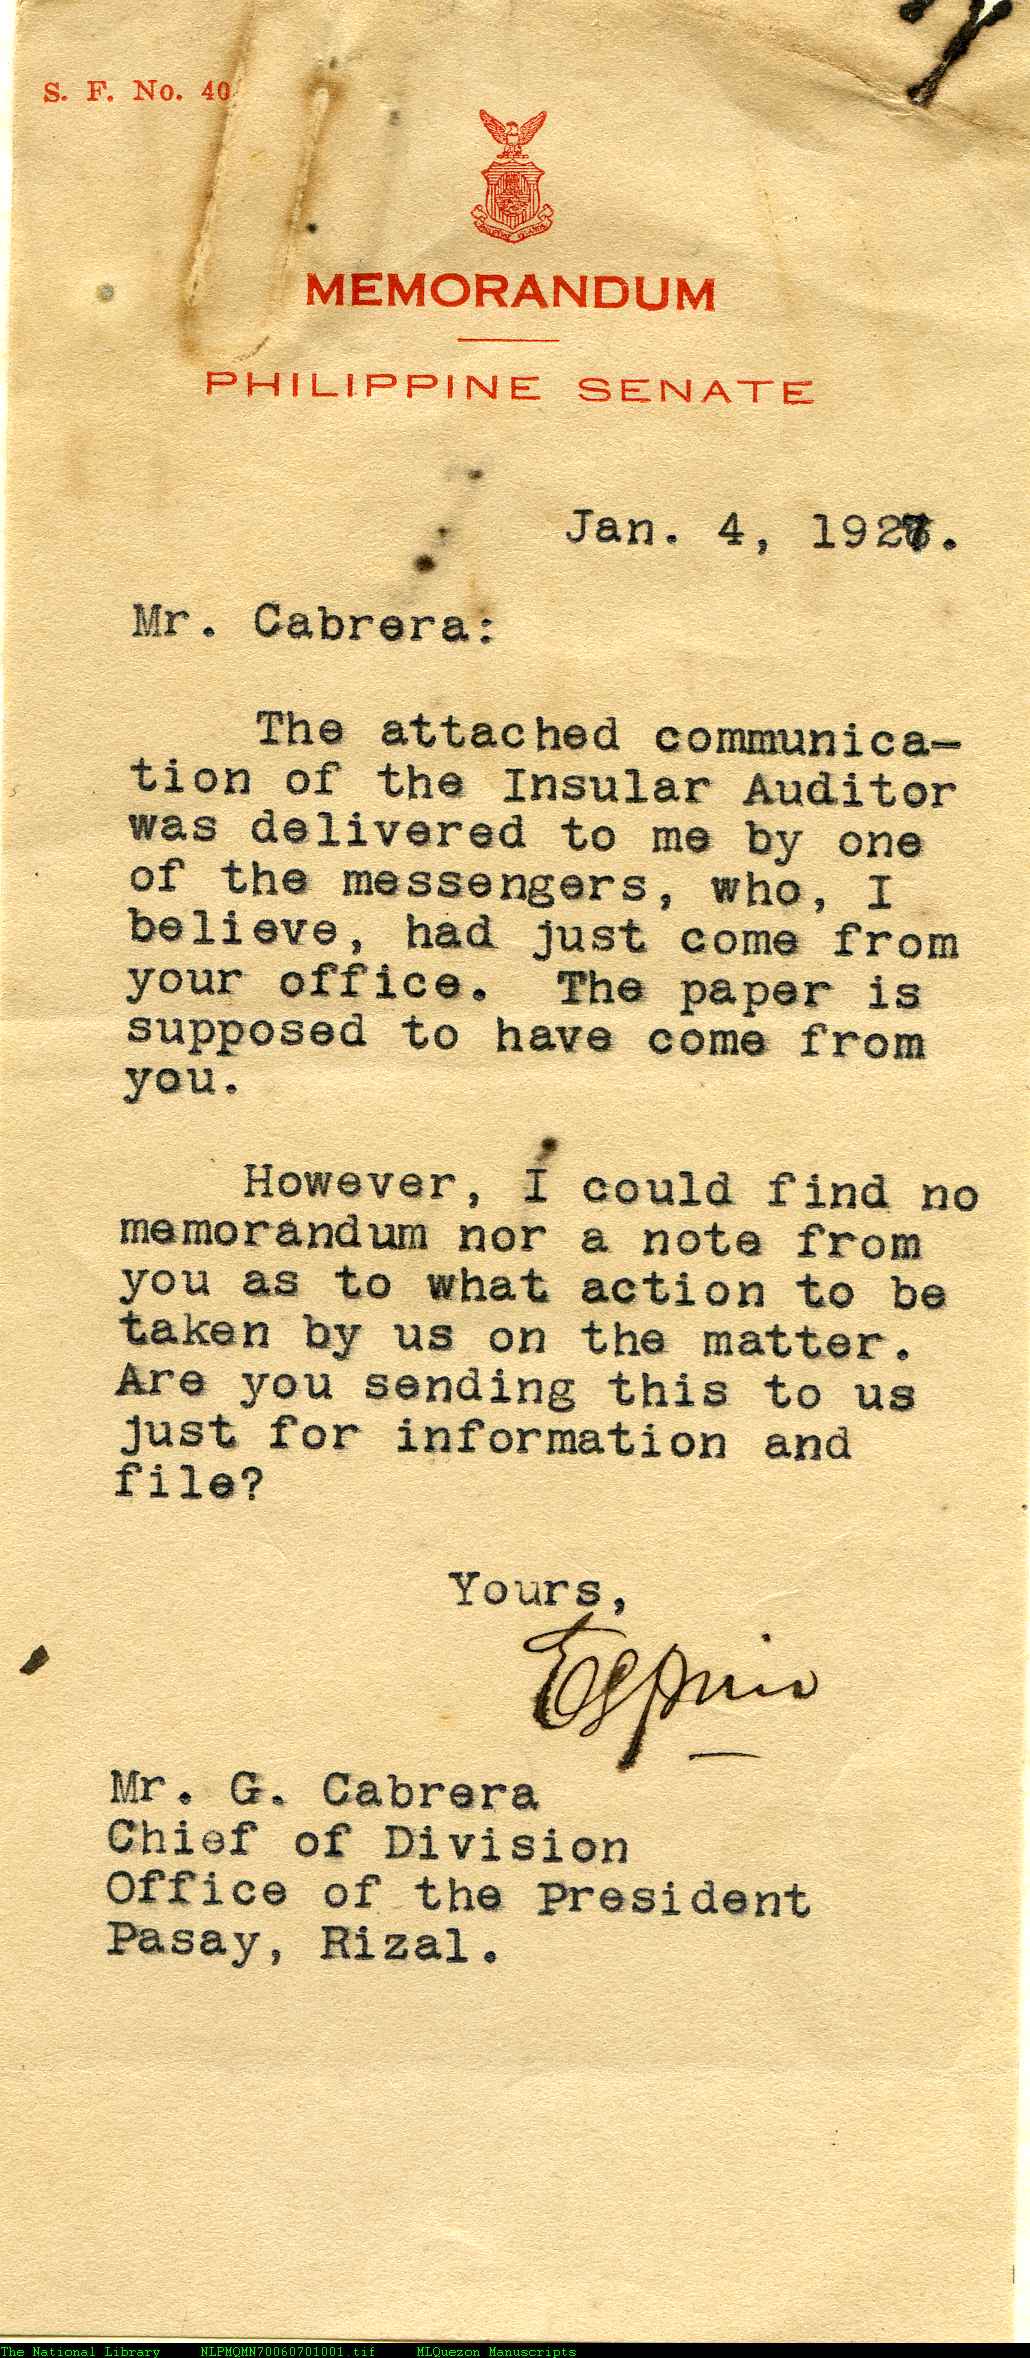 S. F. No. 40
MEMORANDUM
PHILIPPINE SENATE
Jan. 4, 1927.
Mr. Cabrera:
The attached communica-
tion of the Insular Auditor
was delivered to me by one
of the messengers, who, I
believe, had just come from
your office. The paper is
supposed to have come from
you.
However, I could find no
memorandum nor a note from
you as to what action to be
taken by us on the matter.
Are you sending this to us
just for information and
file?
Yours,
Mr. G. Cabrera
Chief of Division
Office of the President
Pasay, Rizal.
The National Library NLPMQMN70060701001.tif MLQuezon Manuscripts